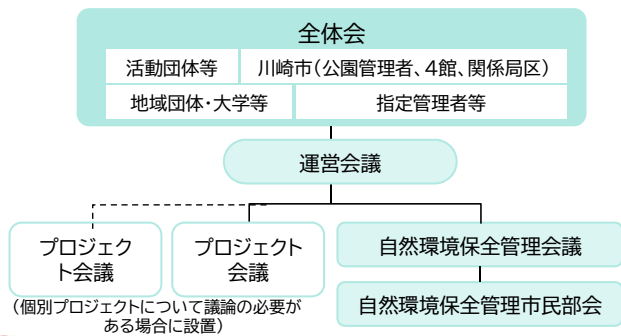 全体会
活動団体等
川崎市（公園管理者、4館、関係局区）
地域団体・大学等
指定管理者等
運営会議
プロジェク
ト会議
プロジェクト
会議
自然環境保全管理会議
自然環境保全管理市民部会
（個別プロジェクトについて議論の必要が
ある場合に設置）